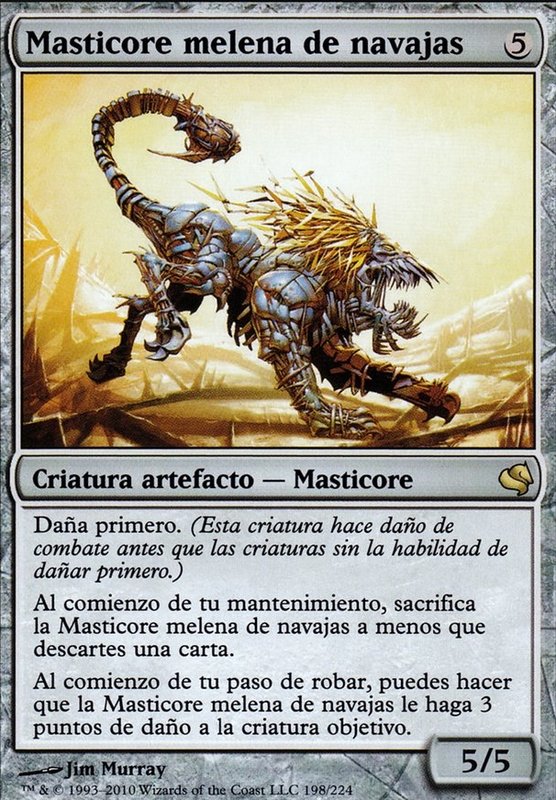 Masticore melena de navajas 5
Criatura artefacto — Masticore
Daña primero. (Esta criatura hace daño de
combate antes que las criaturas sin la habilidad de
dañar primero.)
Al comienzo de tu mantenimiento, sacrifica
la Masticore melena de navajas a menos que
descartes una carta.
Al comienzo de tu paso de robar, puedes hacer
que la Masticore melena de navajas le haga 3
puntos de daño a la criatura objetivo.
5/5
Jim Murray
™ & © 1993–2010 Wizards of the Coast LLC 198/224